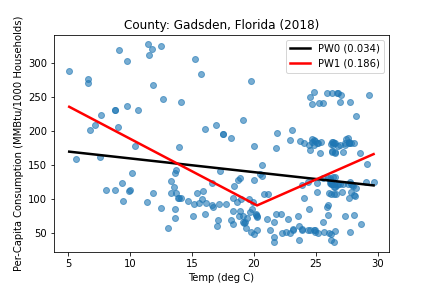 County: Gadsden, Florida (2018)
Per-Capita Consumption (MMBtu/1000 Households)
300
250
200
150
100
50
PW0 (0.034)
PW1 (0.186)
5 10 15 20 25 30
Temp (deg C)